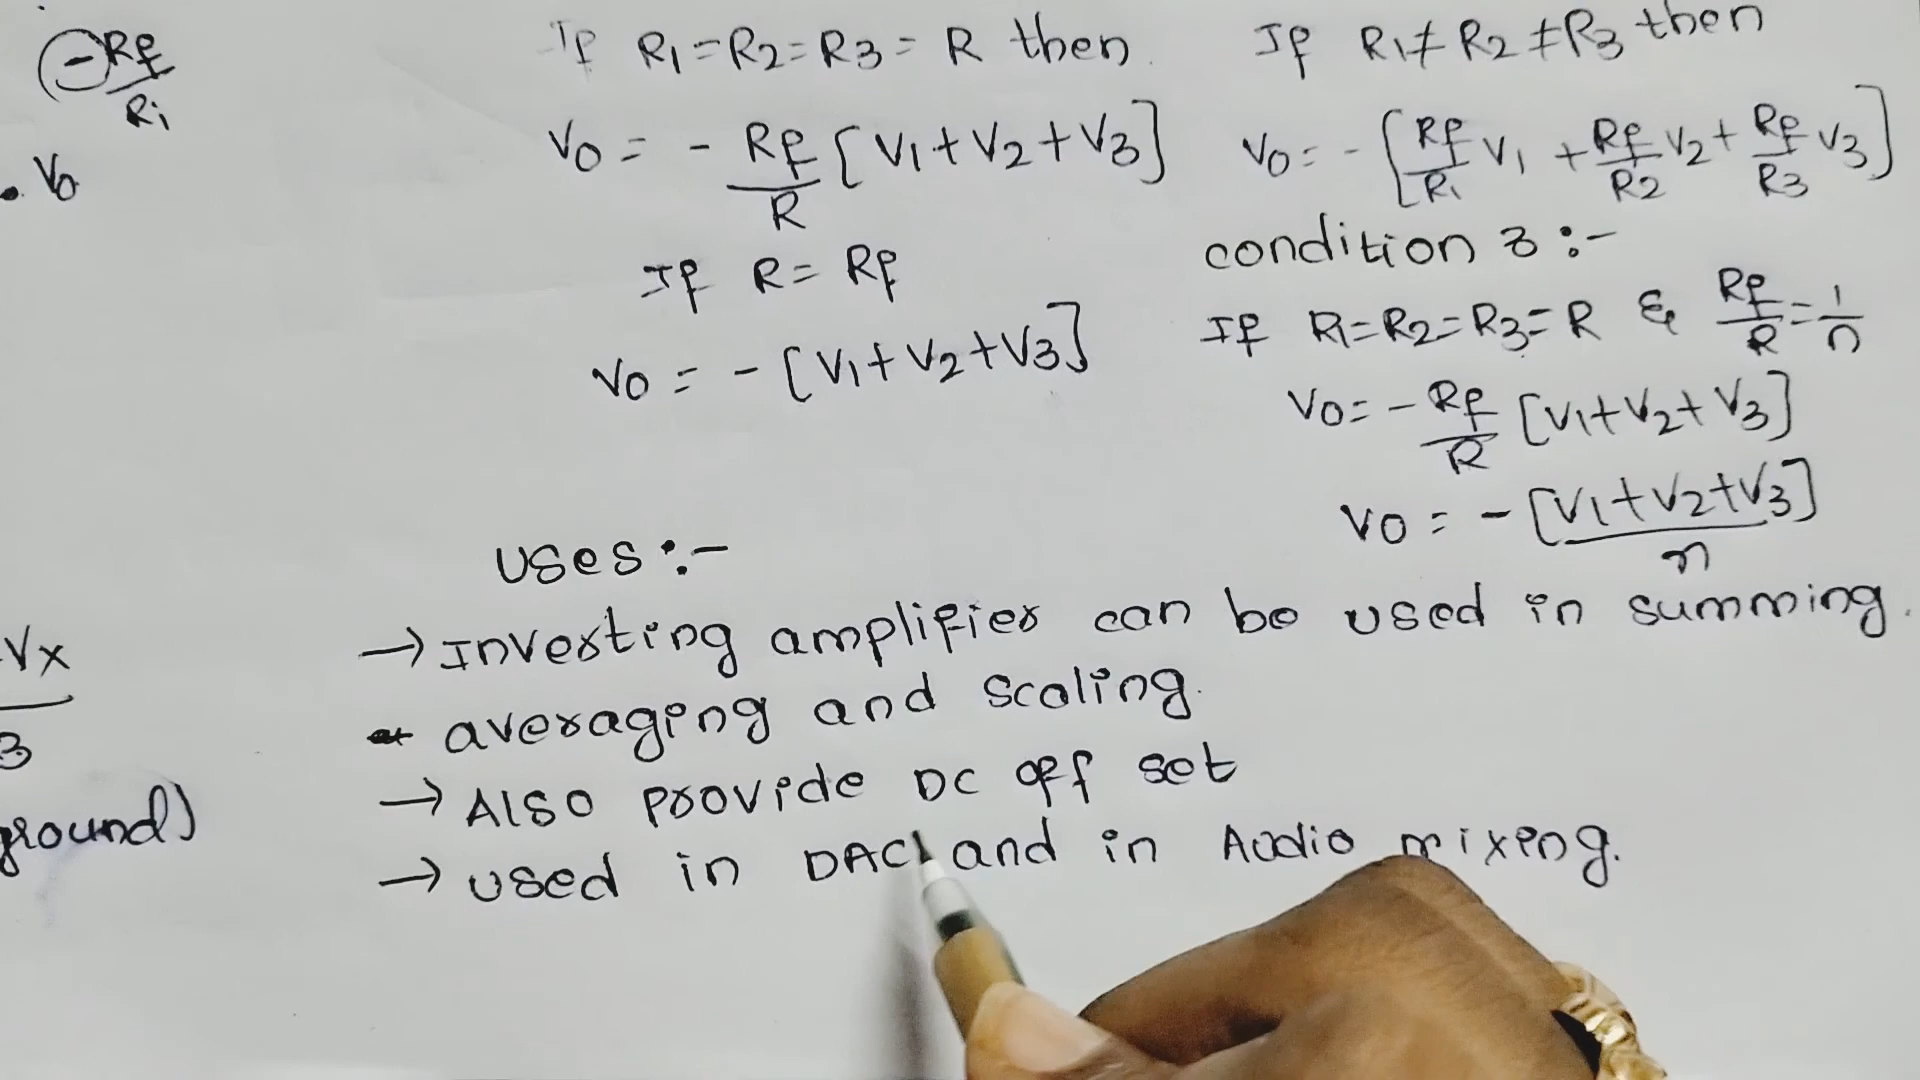 -Rf
Ri
. Vo
-Vx
3
ground)
If R1=R2=R3=R then
Vo = - Rf/R [V1+V2+V3]
If R = Rf
Vo = - [V1+V2+V3]
If R1≠R2≠R3 then
Vo = - [Rf/R1 V1 + Rf/R2 V2 + Rf/R3 V3]
condition 3 :-
If R1=R2=R3=R & Rf/R = 1/n
Vo = - Rf/R [V1+V2+V3]
Vo = - [V1+V2+V3]/n
Uses :-
→ Inverting amplifier can be used in summing.
averaging and scaling.
→ Also provide DC off set
→ used in DAC and in Audio mixing.